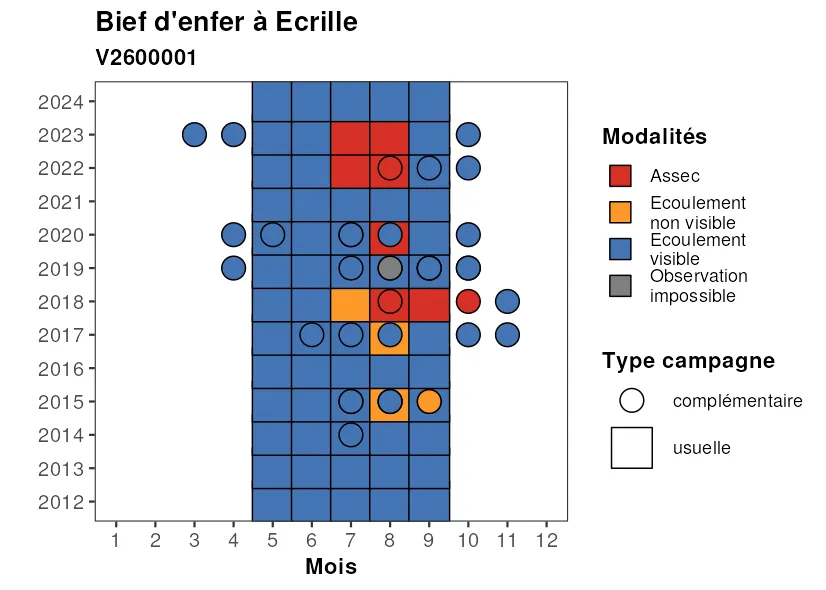 Bief d'enfer à Ecrille
V2600001
2024
2023
2022
2021
2020
2019
2018
2017
2016
2015
2014
2013
2012
1 2 3 4 5 6 7 8 9 10 11 12
Mois
Modalités
Assec
Ecoulement
non visible
Ecoulement
visible
Observation
impossible
Type campagne
complémentaire
usuelle